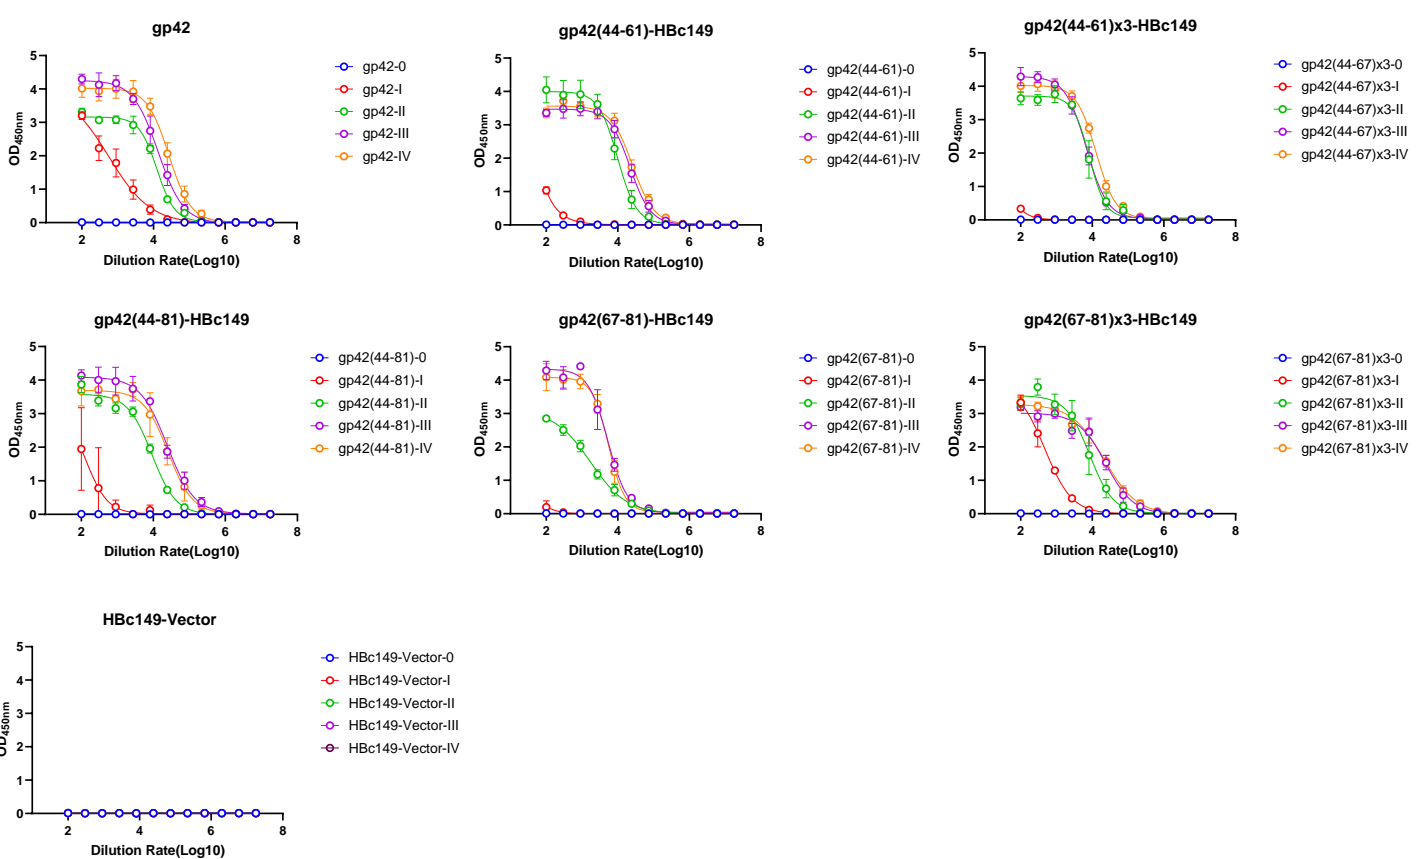 gp42
5
4
3
2
1
0
OD450nm
2
4
6
8
Dilution Rate(Log10)
gp42-0
gp42-I
gp42-II
gp42-III
gp42-IV
gp42(44-61)-HBc149
5
4
3
2
1
0
OD450nm
2
4
6
8
Dilution Rate(Log10)
gp42(44-61)-0
gp42(44-61)-I
gp42(44-61)-II
gp42(44-61)-III
gp42(44-61)-IV
gp42(44-61)x3-HBc149
5
4
3
2
1
0
OD450nm
2
4
6
8
Dilution Rate(Log10)
gp42(44-67)x3-0
gp42(44-67)x3-I
gp42(44-67)x3-II
gp42(44-67)x3-III
gp42(44-67)x3-IV
gp42(44-81)-HBc149
5
4
3
2
1
0
OD450nm
2
4
6
8
Dilution Rate(Log10)
gp42(44-81)-0
gp42(44-81)-I
gp42(44-81)-II
gp42(44-81)-III
gp42(44-81)-IV
gp42(67-81)-HBc149
5
4
3
2
1
0
OD450nm
2
4
6
8
Dilution Rate(Log10)
gp42(67-81)-0
gp42(67-81)-I
gp42(67-81)-II
gp42(67-81)-III
gp42(67-81)-IV
gp42(67-81)x3-HBc149
5
4
3
2
1
0
OD450nm
2
4
6
8
Dilution Rate(Log10)
gp42(67-81)x3-0
gp42(67-81)x3-I
gp42(67-81)x3-II
gp42(67-81)x3-III
gp42(67-81)x3-IV
HBc149-Vector
5
4
3
2
1
0
OD450nm
2
4
6
8
Dilution Rate(Log10)
HBc149-Vector-0
HBc149-Vector-I
HBc149-Vector-II
HBc149-Vector-III
HBc149-Vector-IV